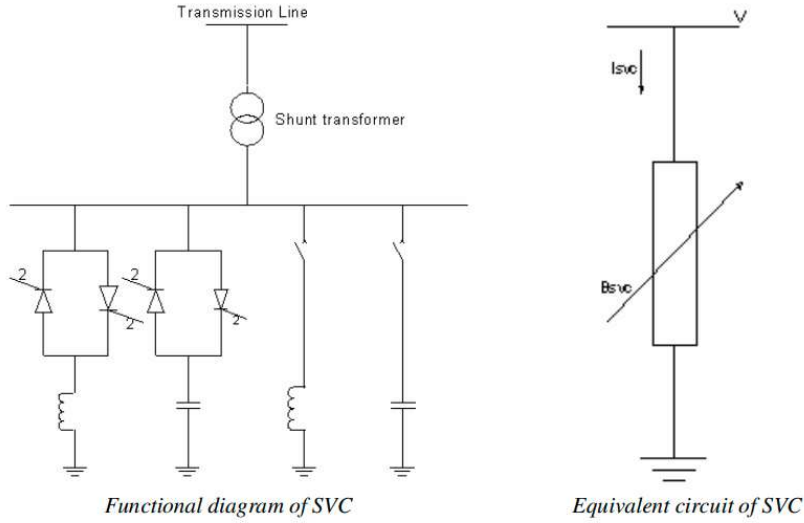 Transmission Line
Shunt transformer
2
2
2
2
Functional diagram of SVC
V
Isvc
Bsvc
Equivalent circuit of SVC